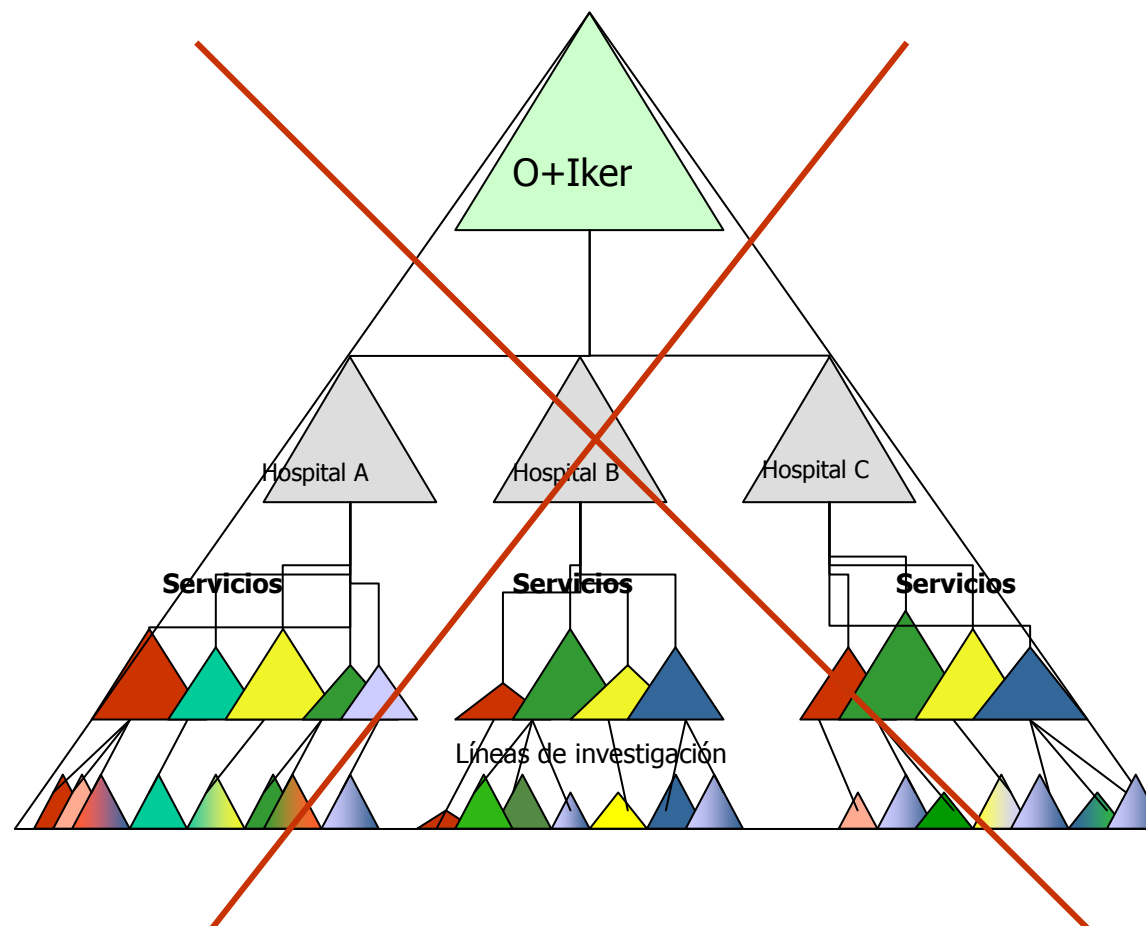 O+Iker
Hospital A
Hospital B
Hospital C
Servicios
Servicios
Servicios
Líneas de investigación